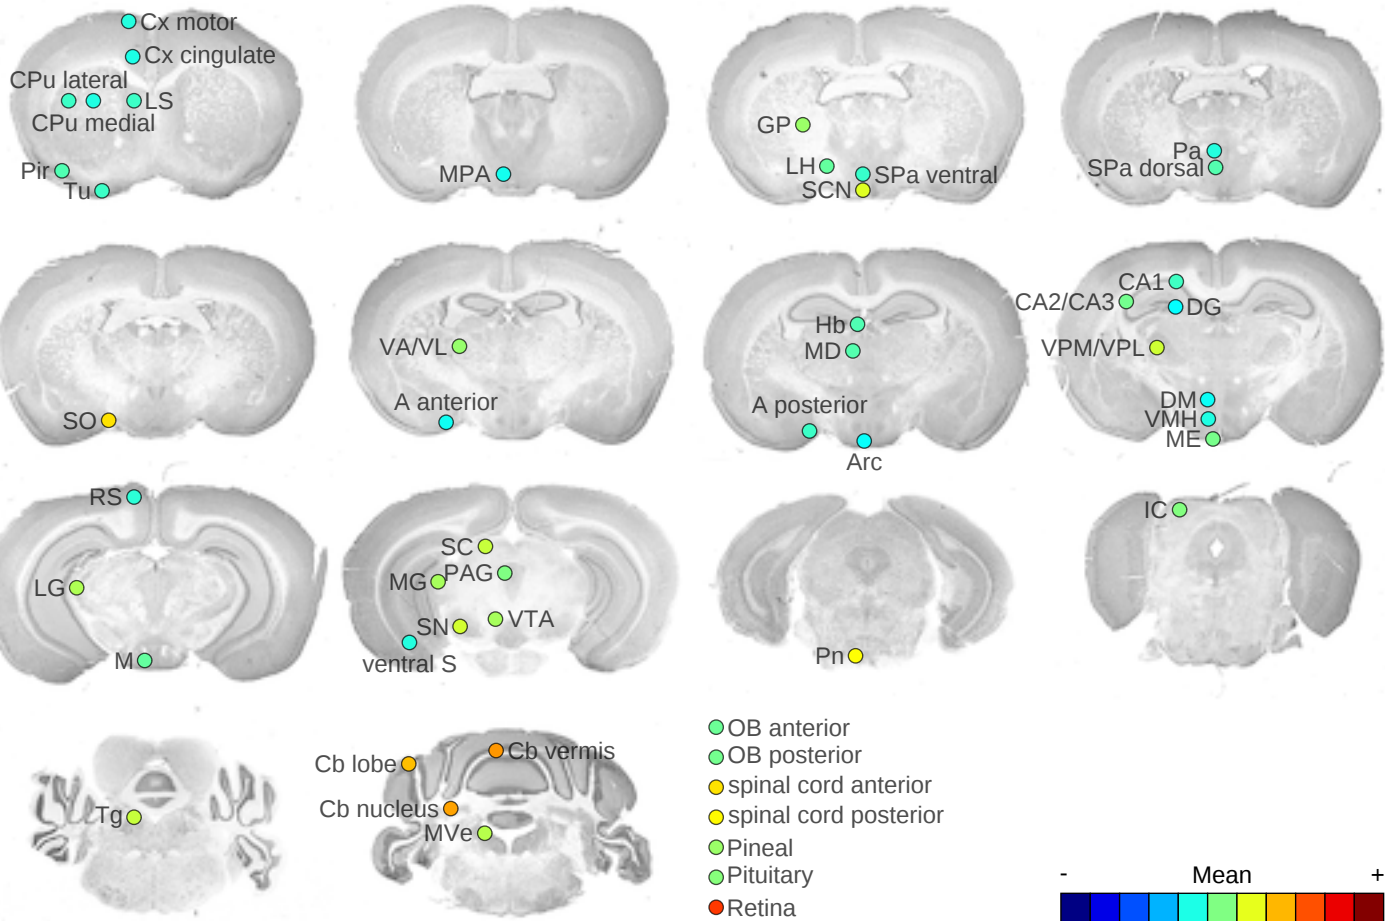 Cx motor
Cx cingulate
CPu lateral
LS
CPu medial
Pir
Tu
MPA
GP
LH
SPa ventral
SCN
Pa
SPa dorsal
SO
VA/VL
A anterior
Hb
MD
A posterior
Arc
CA1
CA2/CA3
DG
VPM/VPL
DM
VMH
ME
RS
LG
M
SC
MG
PAG
SN
VTA
ventral S
Pn
IC
Tg
Cb lobe
Cb vermis
Cb nucleus
MVe
OB anterior
OB posterior
spinal cord anterior
spinal cord posterior
Pineal
Pituitary
Retina
- Mean +